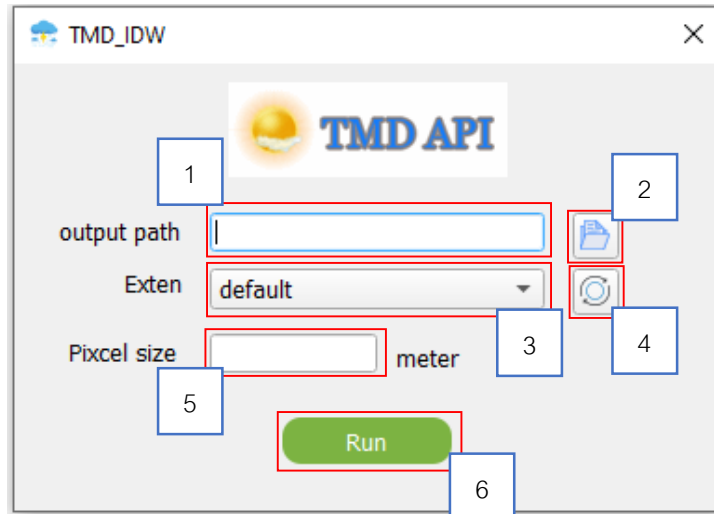 TMD_IDW
TMD API
1
2
output path
Exten
default
3
4
Pixcel size
meter
5
Run
6